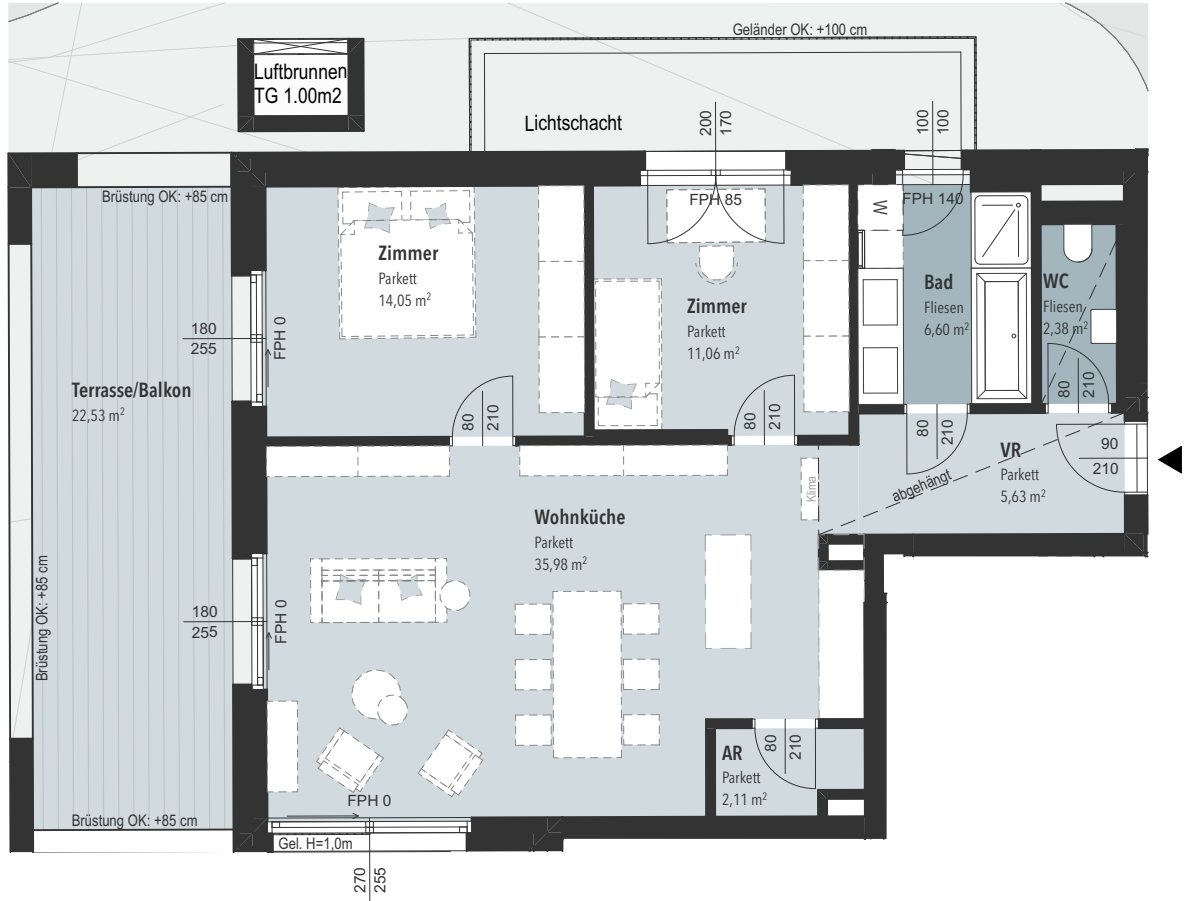 Geländer OK: +100 cm
Luftbrunnen
TG 1.00m2
Lichtschacht
200
170
100
100
Brüstung OK: +85 cm
FPH 85
W
FPH 140
Zimmer
Parkett
14,05 m²
Zimmer
Parkett
11,06 m²
Bad
Fliesen
6,60 m²
WC
Fliesen
2,38 m²
180
255
FPH 0
Terrasse/Balkon
22,53 m²
80
210
80
210
80
210
80
210
90
210
VR
Parkett
5,63 m²
abgehängt
Klima
Wohnküche
Parkett
35,98 m²
Brüstung OK: +85 cm
180
255
FPH 0
AR
Parkett
2,11 m²
80
210
FPH 0
Brüstung OK: +85 cm
Gel. H=1,0m
270
255